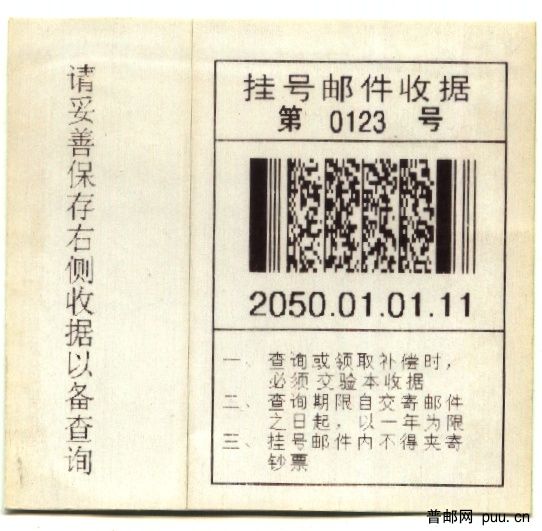 请妥善保存右侧收据以备查询
挂号邮件收据
第 0123 号
2050.01.01.11
一、查询或领取补偿时，
必须交验本收据
二、查询期限自交寄邮件
之日起，以一年为限
三、挂号邮件内不得夹寄
钞票
普邮网 puu.cn